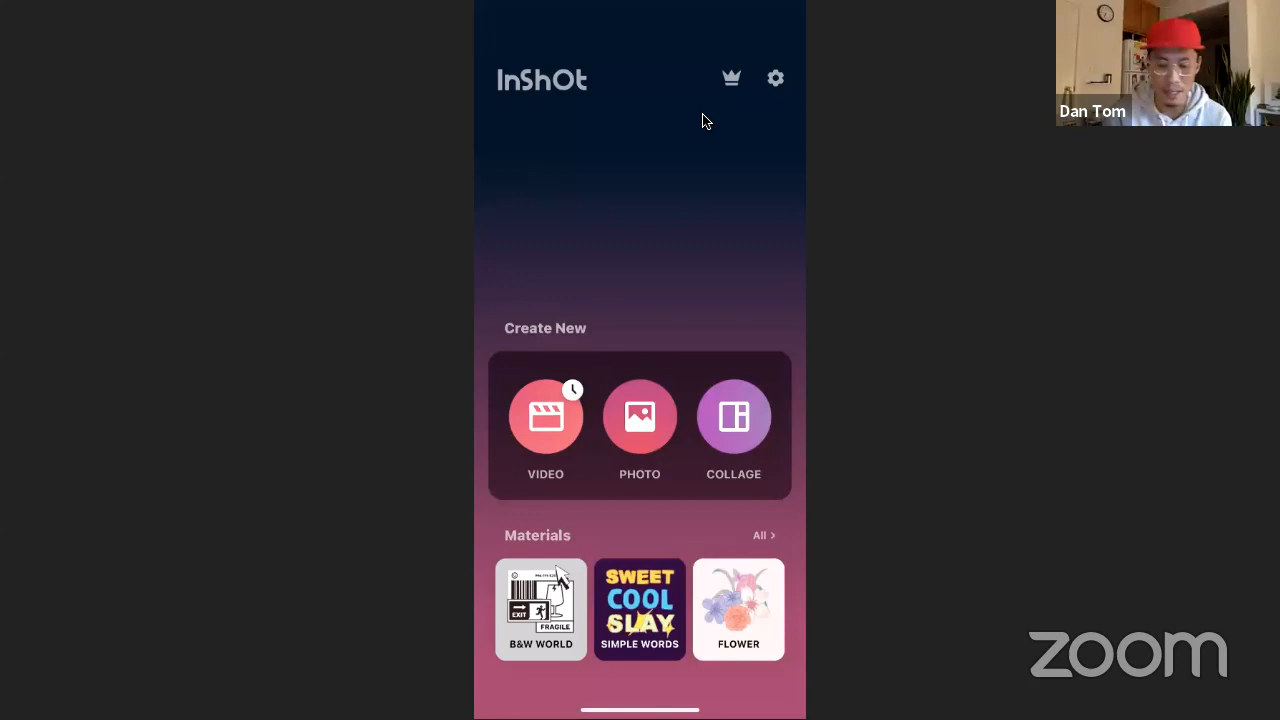 InShOt
Dan Tom
Create New
VIDEO
PHOTO
COLLAGE
Materials
All >
EXIT
FRAGILE
B&W WORLD
SWEET
COOL
SLAY
SIMPLE WORDS
FLOWER
zoom